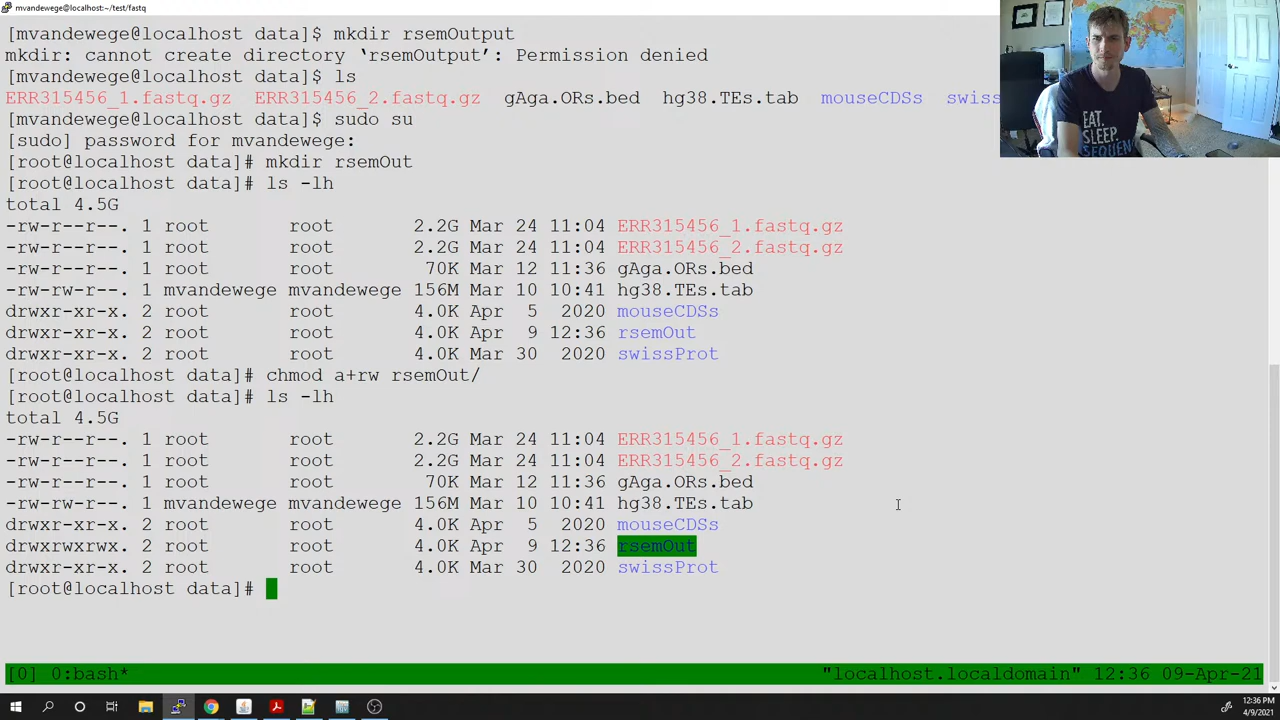 mvandewege@localhost:~/test/fastq
[mvandewege@localhost data]$ mkdir rsemOutput
mkdir: cannot create directory ‘rsemOutput’: Permission denied
[mvandewege@localhost data]$ ls
ERR315456_1.fastq.gz  ERR315456_2.fastq.gz  gAga.ORs.bed  hg38.TEs.tab  mouseCDSs  swiss
[mvandewege@localhost data]$ sudo su
[sudo] password for mvandewege:
[root@localhost data]# mkdir rsemOut
[root@localhost data]# ls -lh
total 4.5G
-rw-r--r--. 1 root       root       2.2G Mar 24 11:04 ERR315456_1.fastq.gz
-rw-r--r--. 1 root       root       2.2G Mar 24 11:04 ERR315456_2.fastq.gz
-rw-r--r--. 1 root       root        70K Mar 12 11:36 gAga.ORs.bed
-rw-rw-r--. 1 mvandewege mvandewege 156M Mar 10 10:41 hg38.TEs.tab
drwxr-xr-x. 2 root       root       4.0K Apr  5  2020 mouseCDSs
drwxr-xr-x. 2 root       root       4.0K Apr  9 12:36 rsemOut
drwxr-xr-x. 2 root       root       4.0K Mar 30  2020 swissProt
[root@localhost data]# chmod a+rw rsemOut/
[root@localhost data]# ls -lh
total 4.5G
-rw-r--r--. 1 root       root       2.2G Mar 24 11:04 ERR315456_1.fastq.gz
-rw-r--r--. 1 root       root       2.2G Mar 24 11:04 ERR315456_2.fastq.gz
-rw-r--r--. 1 root       root        70K Mar 12 11:36 gAga.ORs.bed
-rw-rw-r--. 1 mvandewege mvandewege 156M Mar 10 10:41 hg38.TEs.tab
drwxr-xr-x. 2 root       root       4.0K Apr  5  2020 mouseCDSs
drwxrwxrwx. 2 root       root       4.0K Apr  9 12:36 rsemOut
drwxr-xr-x. 2 root       root       4.0K Mar 30  2020 swissProt
[root@localhost data]#
EAT.
SLEEP.
SEQUEN
[0] 0:bash*  "localhost.localdomain" 12:36 09-Apr-21
12:36 PM
4/9/2021